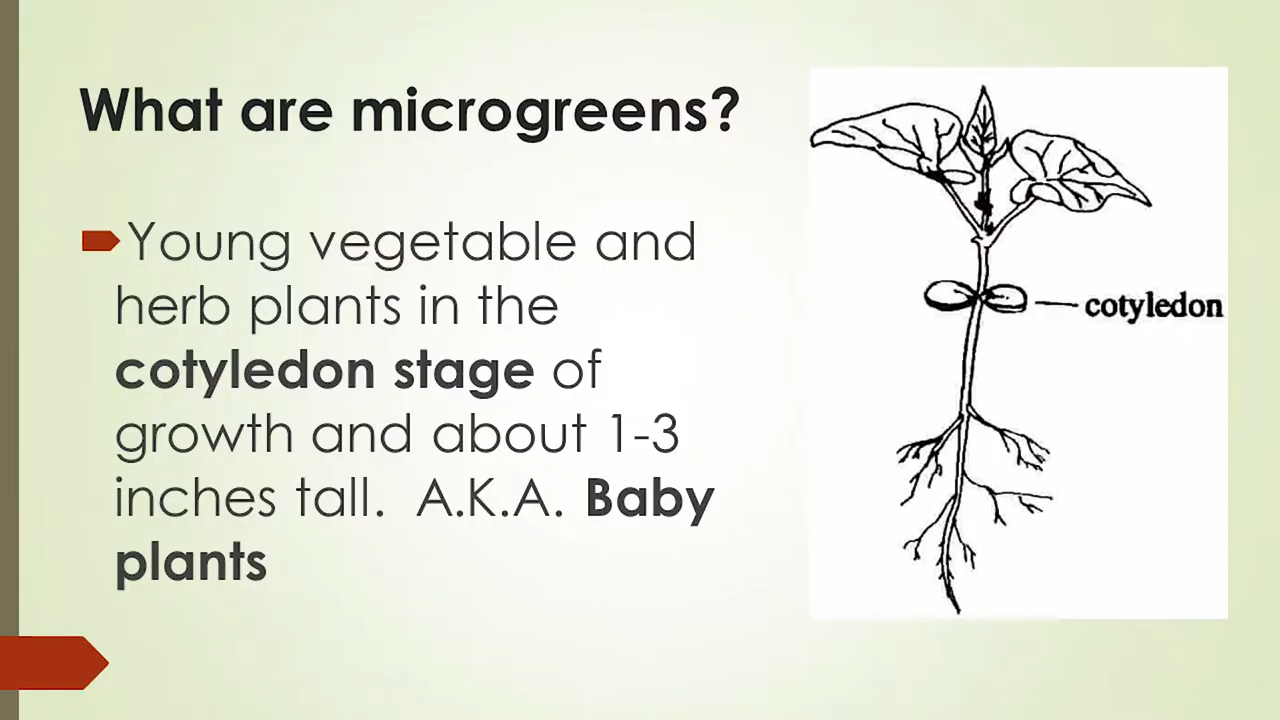 What are microgreens?
Young vegetable and
herb plants in the
cotyledon stage of
growth and about 1-3
inches tall.  A.K.A. Baby
plants
cotyledon